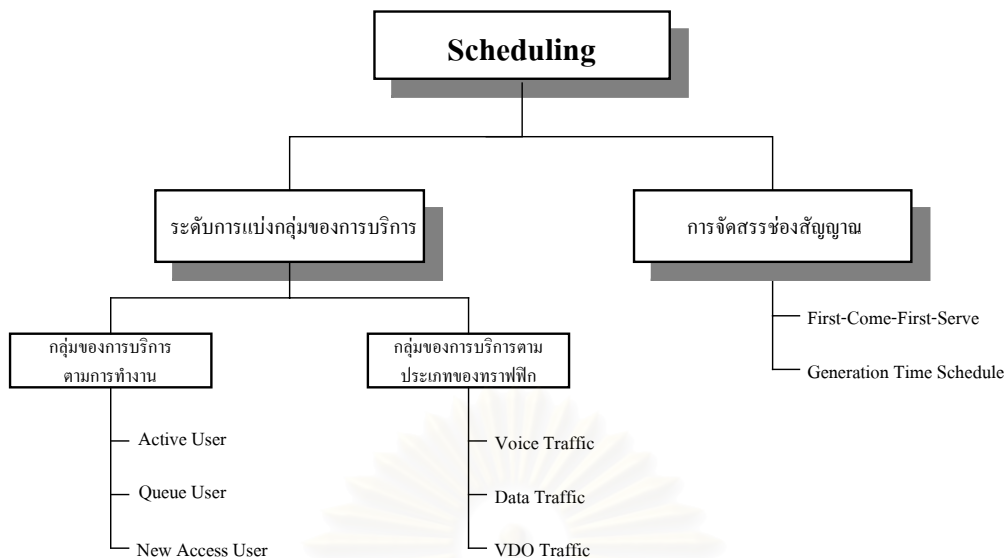 Scheduling
ระดับการแบ่งกลุ่มของการบริการ
การจัดสรรช่องสัญญาณ
กลุ่มของการบริการ
ตามการทำงาน
กลุ่มของการบริการตาม
ประเภทของทราฟฟิก
First-Come-First-Serve
Generation Time Schedule
Active User
Queue User
New Access User
Voice Traffic
Data Traffic
VDO Traffic